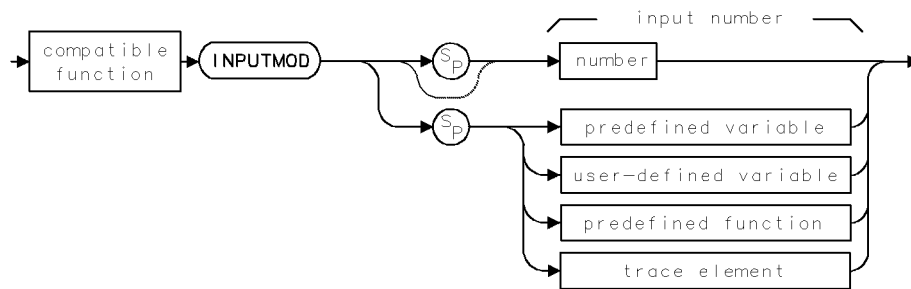 input number
compatible
function
INPUTMOD
SP
number
SP
predefined variable
user-defined variable
predefined function
trace element